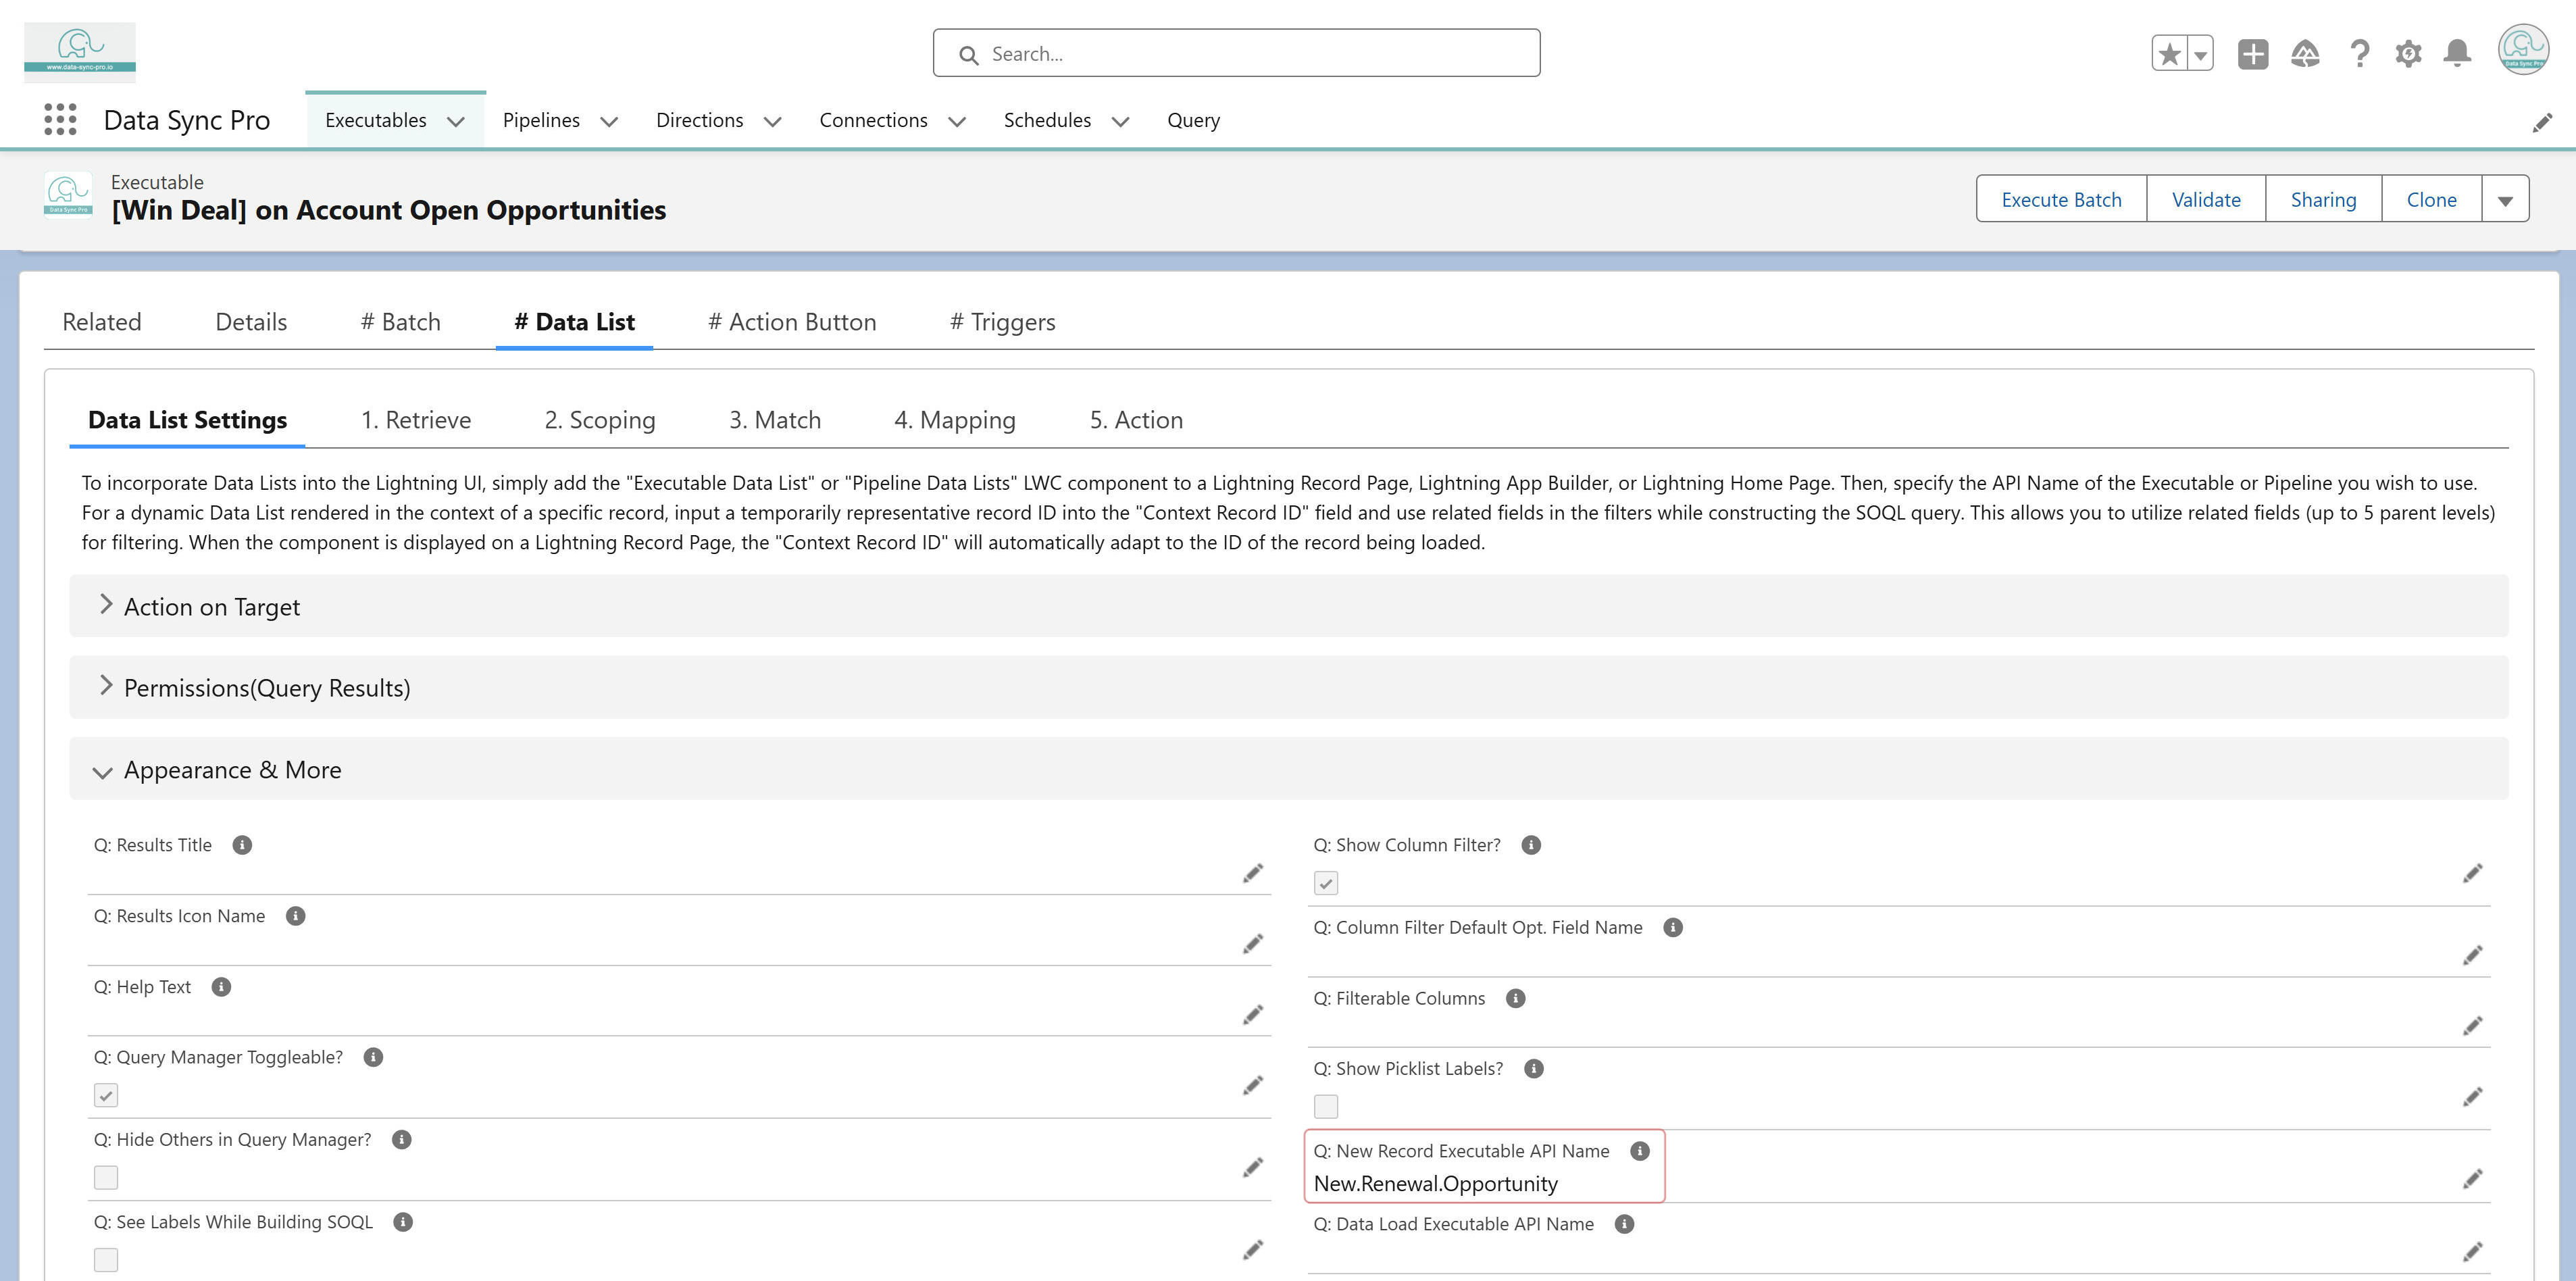 www.data-sync-pro.io
Search...
Data Sync Pro
Data Sync Pro
Executables
Pipelines
Directions
Connections
Schedules
Query
Data Sync Pro
Executable
[Win Deal] on Account Open Opportunities
Execute Batch
Validate
Sharing
Clone
Related
Details
# Batch
# Data List
# Action Button
# Triggers
Data List Settings
1. Retrieve
2. Scoping
3. Match
4. Mapping
5. Action
To incorporate Data Lists into the Lightning UI, simply add the "Executable Data List" or "Pipeline Data Lists" LWC component to a Lightning Record Page, Lightning App Builder, or Lightning Home Page. Then, specify the API Name of the Executable or Pipeline you wish to use.
For a dynamic Data List rendered in the context of a specific record, input a temporarily representative record ID into the "Context Record ID" field and use related fields in the filters while constructing the SOQL query. This allows you to utilize related fields (up to 5 parent levels)
for filtering. When the component is displayed on a Lightning Record Page, the "Context Record ID" will automatically adapt to the ID of the record being loaded.
Action on Target
Permissions(Query Results)
Appearance & More
Q: Results Title
Q: Results Icon Name
Q: Help Text
Q: Query Manager Toggleable?
Q: Hide Others in Query Manager?
Q: See Labels While Building SOQL
Q: Show Column Filter?
Q: Column Filter Default Opt. Field Name
Q: Filterable Columns
Q: Show Picklist Labels?
Q: New Record Executable API Name
New.Renewal.Opportunity
Q: Data Load Executable API Name